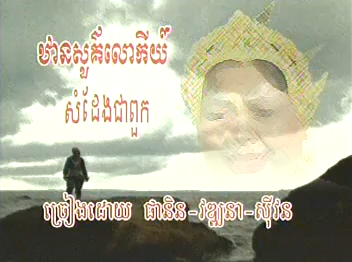 ឋានសួគ៌លោកីយ៍
សំដែងជាពួក
ច្រៀងដោយ ផានិន-វឌ្ឍនា-ស៊ីវន